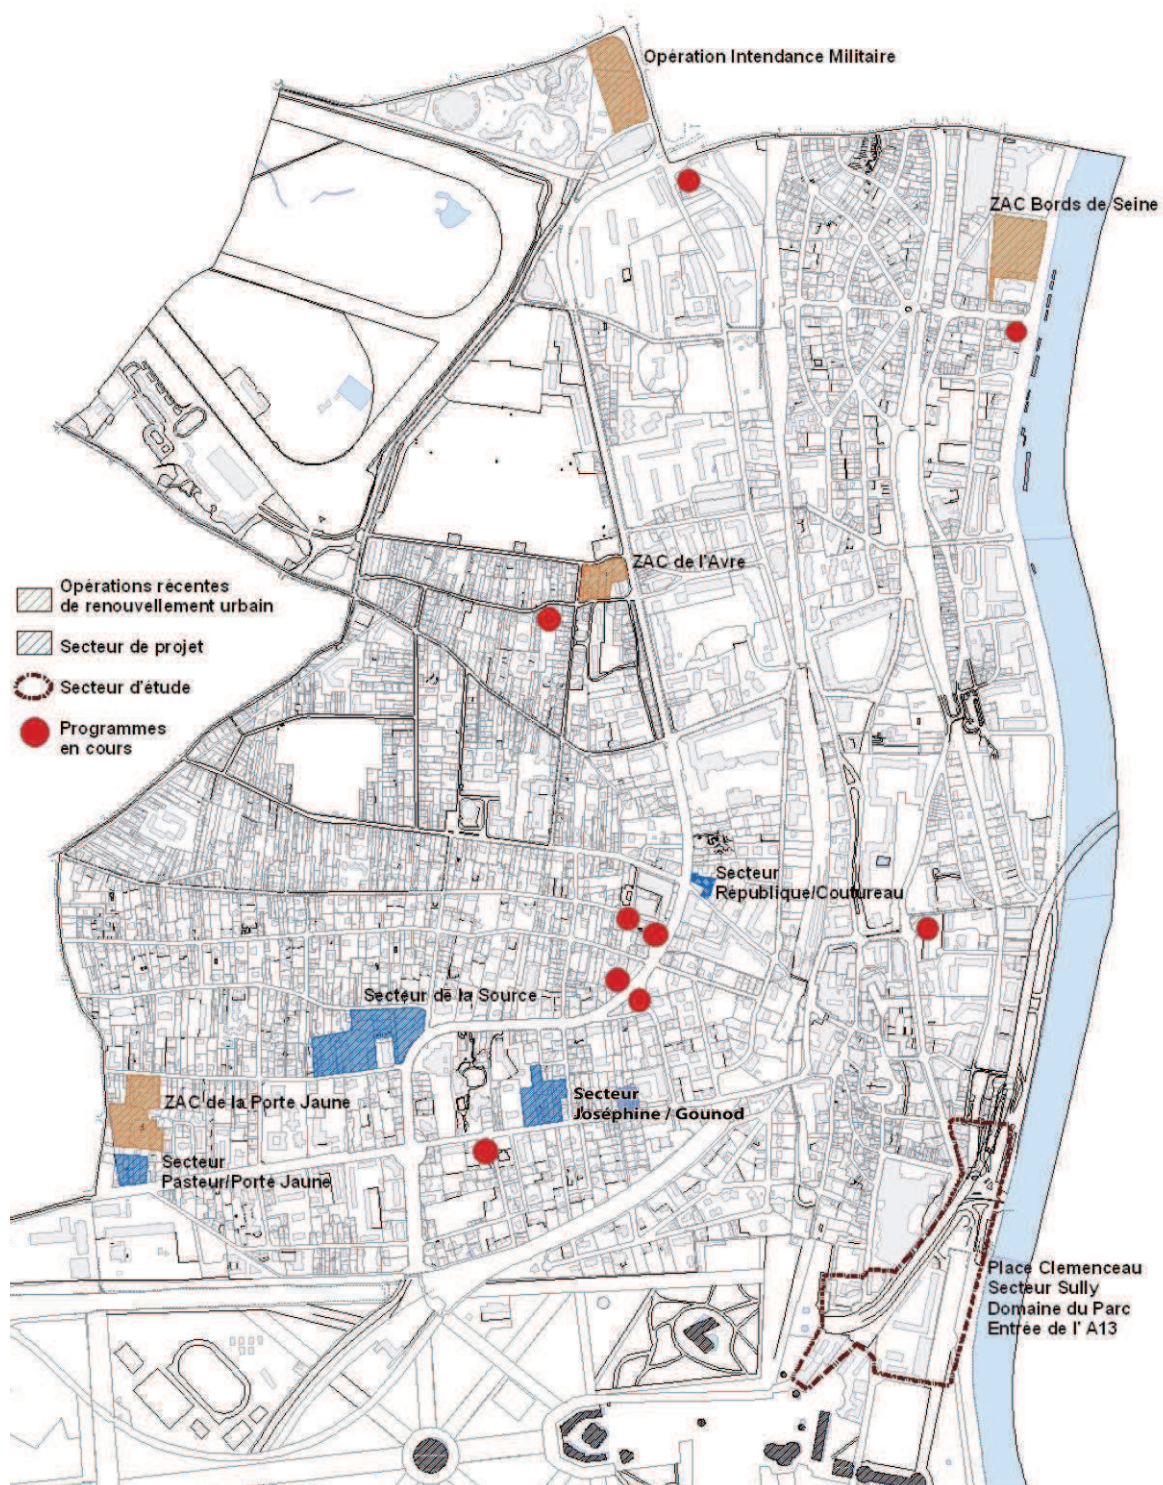 Opération Intendance Militaire
ZAC Bords de Seine
ZAC de l'Avre
Opérations récentes
de renouvellement urbain
Secteur de projet
Secteur d'étude
Programmes
en cours
Secteur
République/Coutureau
Secteur de la Source
ZAC de la Porte Jaune
Secteur
Joséphine / Gounod
Secteur
Pasteur/Porte Jaune
Place Clemenceau
Secteur Sully
Domaine du Parc
Entrée de l' A13